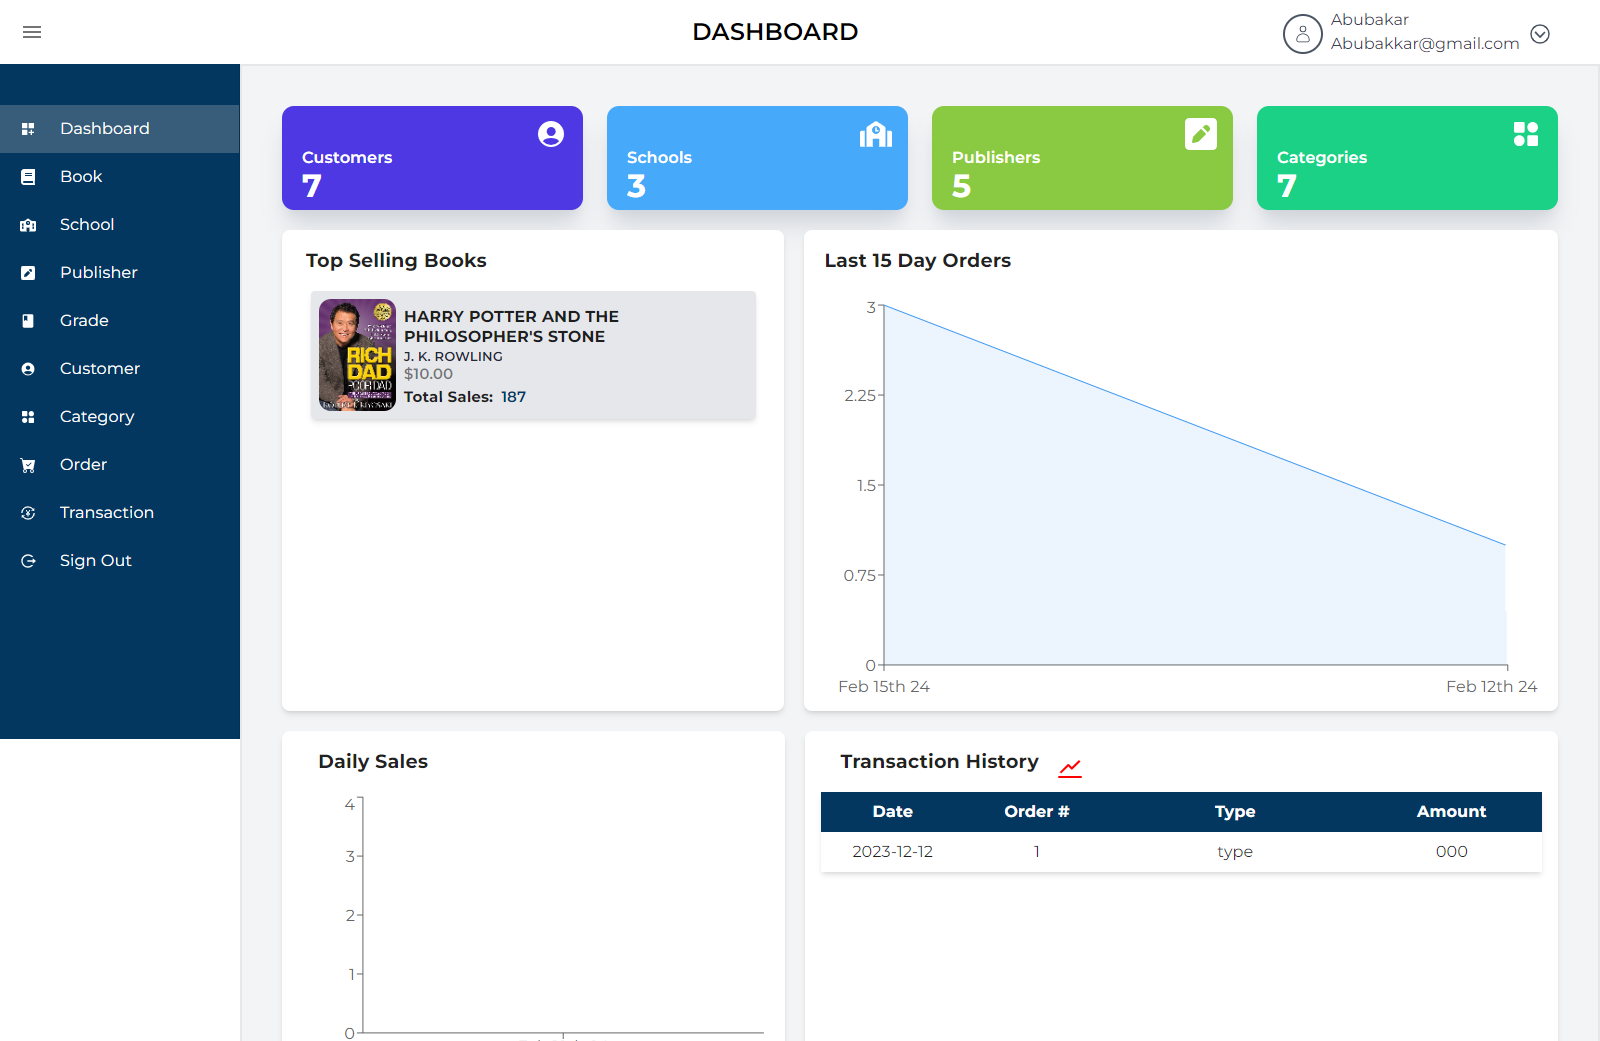 DASHBOARD
Abubakar
Abubakkar@gmail.com
Dashboard
Book
School
Publisher
Grade
Customer
Category
Order
Transaction
Sign Out
Customers
7
Schools
3
Publishers
5
Categories
7
Top Selling Books
RICH
DAD
POOR DAD
HARRY POTTER AND THE
PHILOSOPHER'S STONE
J. K. ROWLING
$10.00
Total Sales: 187
Last 15 Day Orders
3
2.25
1.5
0.75
0
Feb 15th 24 Feb 12th 24
Daily Sales
4
3
2
1
0
Transaction History
Date Order # Type Amount
2023-12-12 1 type 000